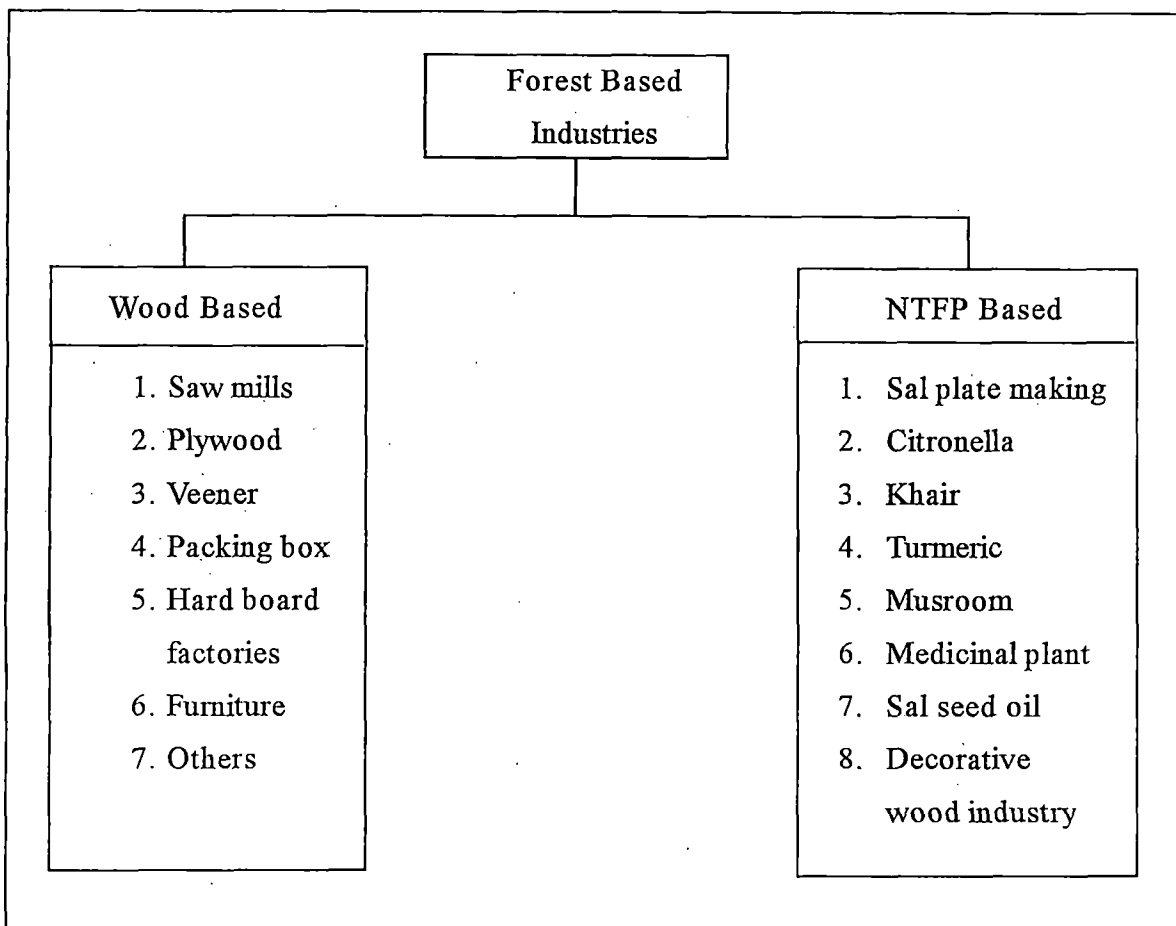 Forest Based
Industries
Wood Based
1. Saw mills
2. Plywood
3. Veener
4. Packing box
5. Hard board
factories
6. Furniture
7. Others
NTFP Based
1. Sal plate making
2. Citronella
3. Khair
4. Turmeric
5. Musroom
6. Medicinal plant
7. Sal seed oil
8. Decorative
wood industry